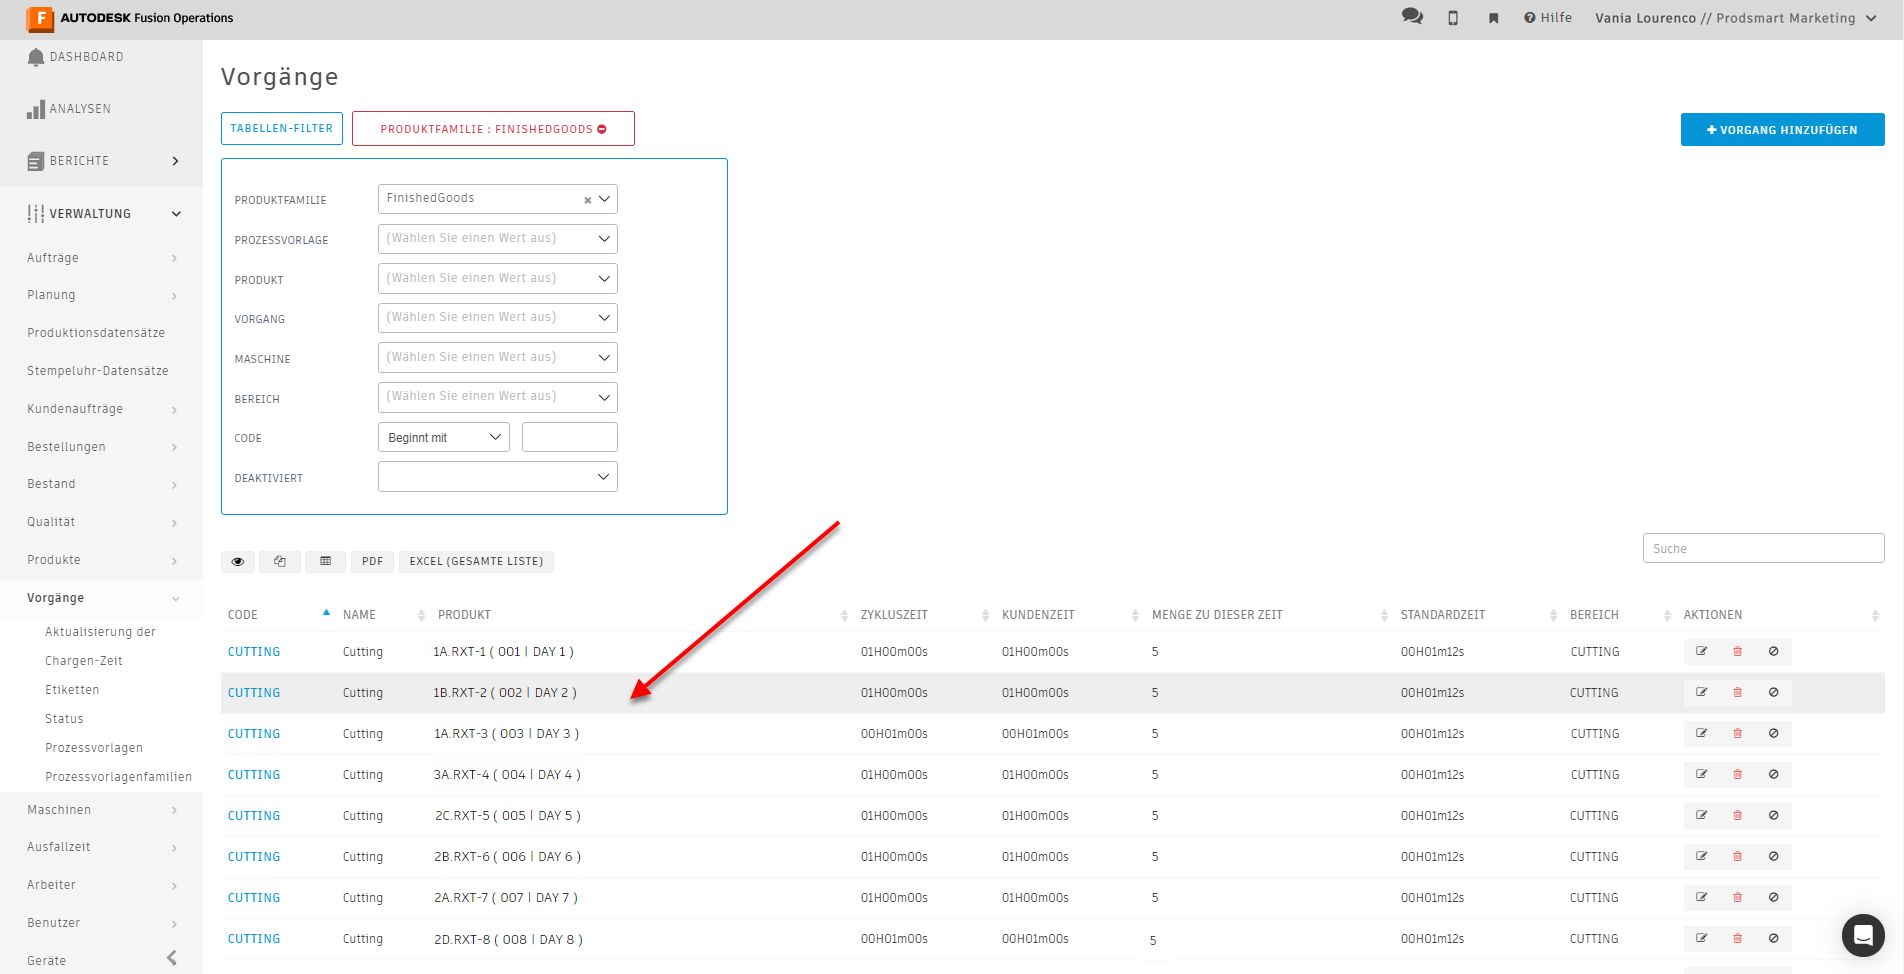 F AUTODESK Fusion Operations
Hilfe
Vania Lourenco // Prodsmart Marketing
DASHBOARD
ANALYSEN
BERICHTE
VERWALTUNG
Aufträge
Planung
Produktionsdatensätze
Stempeluhr-Datensätze
Kundenaufträge
Bestellungen
Bestand
Qualität
Produkte
Vorgänge
Aktualisierung der
Chargen-Zeit
Etiketten
Status
Prozessvorlagen
Prozessvorlagenfamilien
Maschinen
Ausfallzeit
Arbeiter
Benutzer
Geräte
Vorgänge
TABELLEN-FILTER
PRODUKTFAMILIE : FINISHEDGOODS
VORGANG HINZUFÜGEN
PRODUKTFAMILIE FinishedGoods
PROZESSVORLAGE (Wählen Sie einen Wert aus)
PRODUKT (Wählen Sie einen Wert aus)
VORGANG (Wählen Sie einen Wert aus)
MASCHINE (Wählen Sie einen Wert aus)
BEREICH (Wählen Sie einen Wert aus)
CODE Beginnt mit
DEAKTIVIERT
PDF
EXCEL (GESAMTE LISTE)
Suche
CODE NAME PRODUKT ZYKLUSZEIT KUNDENZEIT MENGE ZU DIESER ZEIT STANDARDZEIT BEREICH AKTIONEN
CUTTING Cutting 1A.RXT-1 ( 001 | DAY 1 ) 01H00m00s 01H00m00s 5 00H01m12s CUTTING
CUTTING Cutting 1B.RXT-2 ( 002 | DAY 2 ) 01H00m00s 01H00m00s 5 00H01m12s CUTTING
CUTTING Cutting 1A.RXT-3 ( 003 | DAY 3 ) 00H01m00s 00H01m00s 5 00H01m12s CUTTING
CUTTING Cutting 3A.RXT-4 ( 004 | DAY 4 ) 01H00m00s 01H00m00s 5 00H01m12s CUTTING
CUTTING Cutting 2C.RXT-5 ( 005 | DAY 5 ) 01H00m00s 01H00m00s 5 00H01m12s CUTTING
CUTTING Cutting 2B.RXT-6 ( 006 | DAY 6 ) 01H00m00s 01H00m00s 5 00H01m12s CUTTING
CUTTING Cutting 2A.RXT-7 ( 007 | DAY 7 ) 01H00m00s 01H00m00s 5 00H01m12s CUTTING
CUTTING Cutting 2D.RXT-8 ( 008 | DAY 8 ) 00H01m00s 00H01m00s 5 00H01m12s CUTTING